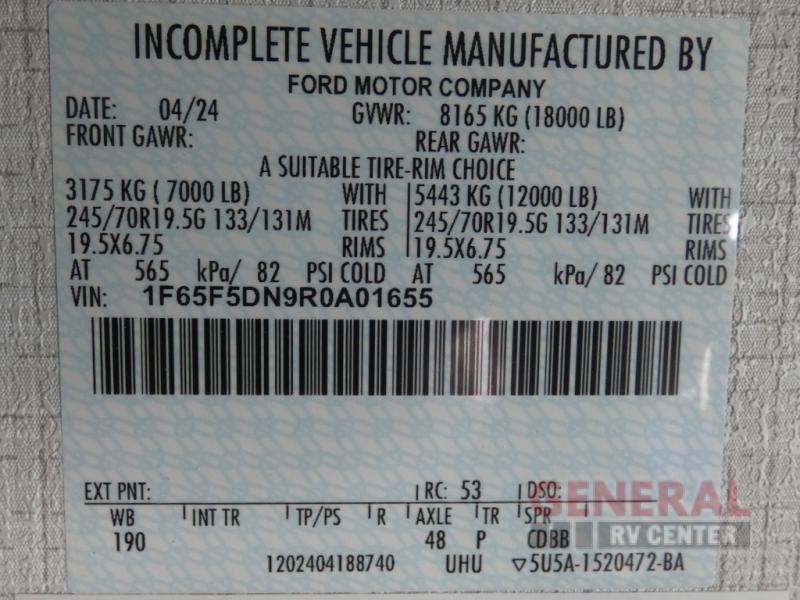 INCOMPLETE VEHICLE MANUFACTURED BY
FORD MOTOR COMPANY
DATE: 04/24 GVWR: 8165 KG (18000 LB)
FRONT GAWR: REAR GAWR:
A SUITABLE TIRE-RIM CHOICE
3175 KG ( 7000 LB) WITH 5443 KG (12000 LB) WITH
245/70R19.5G 133/131M TIRES 245/70R19.5G 133/131M TIRES
19.5X6.75 RIMS 19.5X6.75 RIMS
AT 565 kPa/ 82 PSI COLD AT 565 kPa/ 82 PSI COLD
VIN: 1F65F5DN9R0A01655
EXT PNT: RC: 53 DSO:
WB INT TR TP/PS R AXLE TR SPR
190 48 P CDBB
1202404188740 UHU ▽5U5A-1520472-BA
GENERAL
RV CENTER